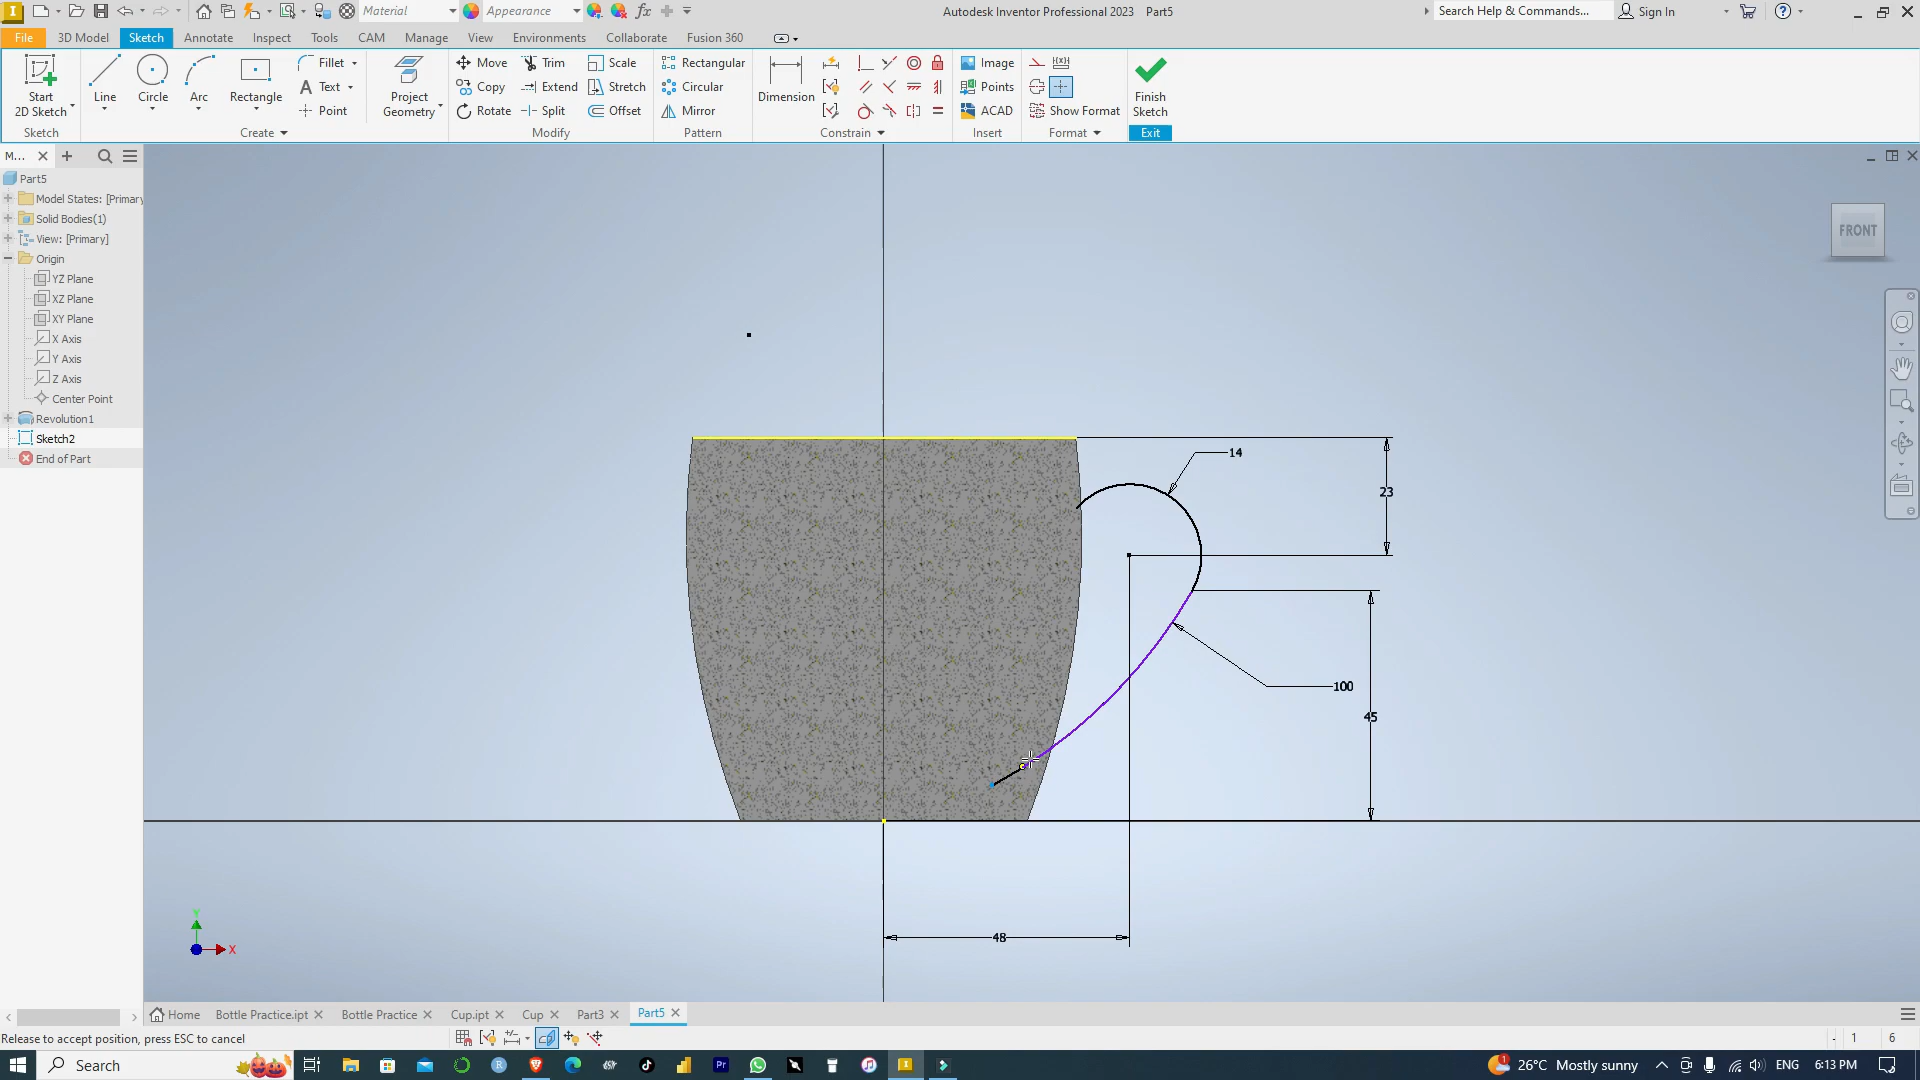 Material
Appearance
Autodesk Inventor Professional 2023 Part5
Search Help & Commands...
Sign In
File
3D Model
Sketch
Annotate
Inspect
Tools
CAM
Manage
View
Environments
Collaborate
Fusion 360
Start
2D Sketch
Line
Circle
Arc
Rectangle
Fillet
Text
Point
Project
Geometry
Move
Copy
Rotate
Trim
Extend
Split
Scale
Stretch
Offset
Rectangular
Circular
Mirror
Dimension
Image
Points
ACAD
Show Format
Finish
Sketch
Sketch
Create
Modify
Pattern
Constrain
Insert
Format
Exit
M...
Part5
Model States: [Primary
Solid Bodies(1)
View: [Primary]
Origin
YZ Plane
XZ Plane
XY Plane
X Axis
Y Axis
Z Axis
Center Point
Revolution1
Sketch2
End of Part
FRONT
14
23
100
45
48
Y
X
Home
Bottle Practice.ipt
Bottle Practice
Cup.ipt
Cup
Part3
Part5
Release to accept position, press ESC to cancel
1
6
Search
26°C Mostly sunny
ENG
6:13 PM